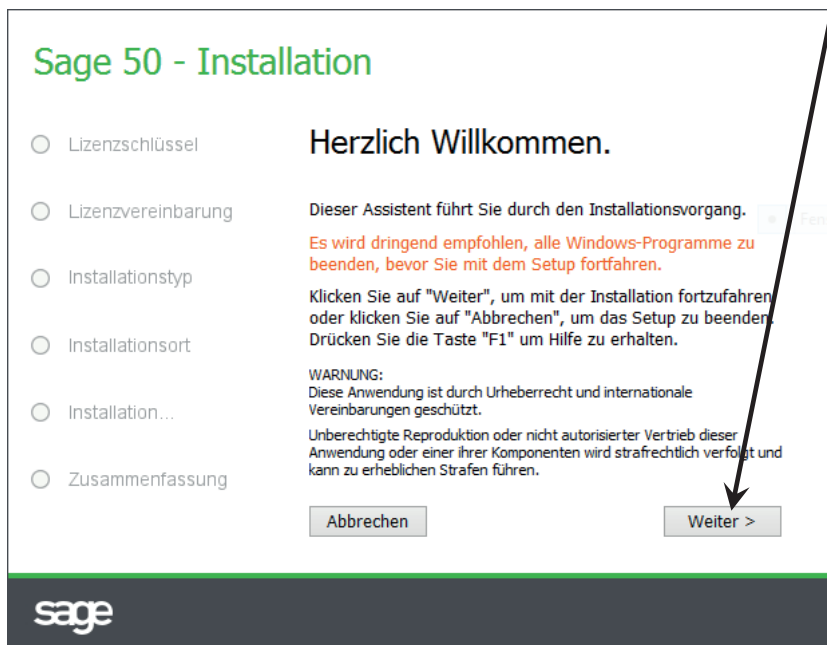 Sage 50 - Installation
Lizenzschlüssel
Lizenzvereinbarung
Installationstyp
Installationsort
Installation...
Zusammenfassung
Herzlich Willkommen.
Dieser Assistent führt Sie durch den Installationsvorgang.
Es wird dringend empfohlen, alle Windows-Programme zu
beenden, bevor Sie mit dem Setup fortfahren.
Klicken Sie auf "Weiter", um mit der Installation fortzufahren
oder klicken Sie auf "Abbrechen", um das Setup zu beenden.
Drücken Sie die Taste "F1" um Hilfe zu erhalten.
WARNUNG:
Diese Anwendung ist durch Urheberrecht und internationale
Vereinbarungen geschützt.
Unberechtigte Reproduktion oder nicht autorisierter Vertrieb dieser
Anwendung oder einer ihrer Komponenten wird strafrechtlich verfolgt und
kann zu erheblichen Strafen führen.
Abbrechen
Weiter >
sage